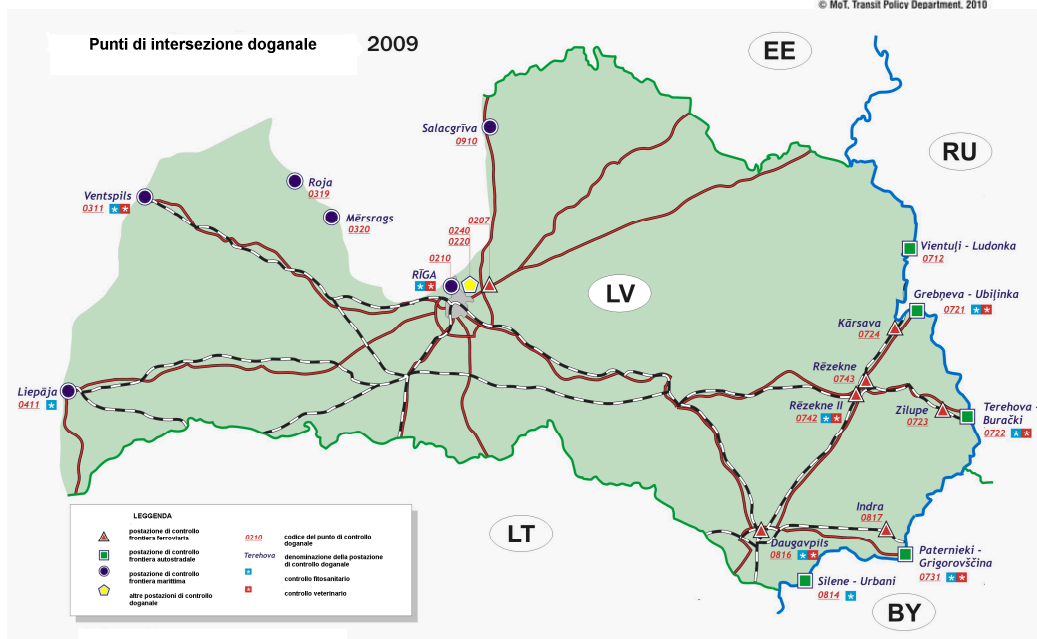 © MoT, Transit Policy Department, 2010
Punti di intersezione doganale 2009
EE
RU
Salacgrīva
0910
Roja
0319
Ventspils
0311
Mērsrags
0320
0207
0240
0220
0210
RĪGA
LV
Vientuļi - Ludonka
0712
Grebņeva - Ubiļinka
0721
Kārsava
0724
Rēzekne
0743
Rēzekne II
0742
Zilupe
0723
Terehova -
Burački
0722
Liepāja
0411
Indra
0817
Daugavpils
0816
Paternieki -
Grigorovščina
0731
Silene - Urbani
0814
LT
BY
LEGGENDA
postazione di controllo
frontiera ferroviaria
postazione di controllo
frontiera autostradale
postazione di controllo
frontiera marittima
altre postazioni di controllo
doganale
0210
codice del punto di controllo
doganale
Terehova
denominazione della postazione
di controllo doganale
controllo fitosanitario
controllo veterinario